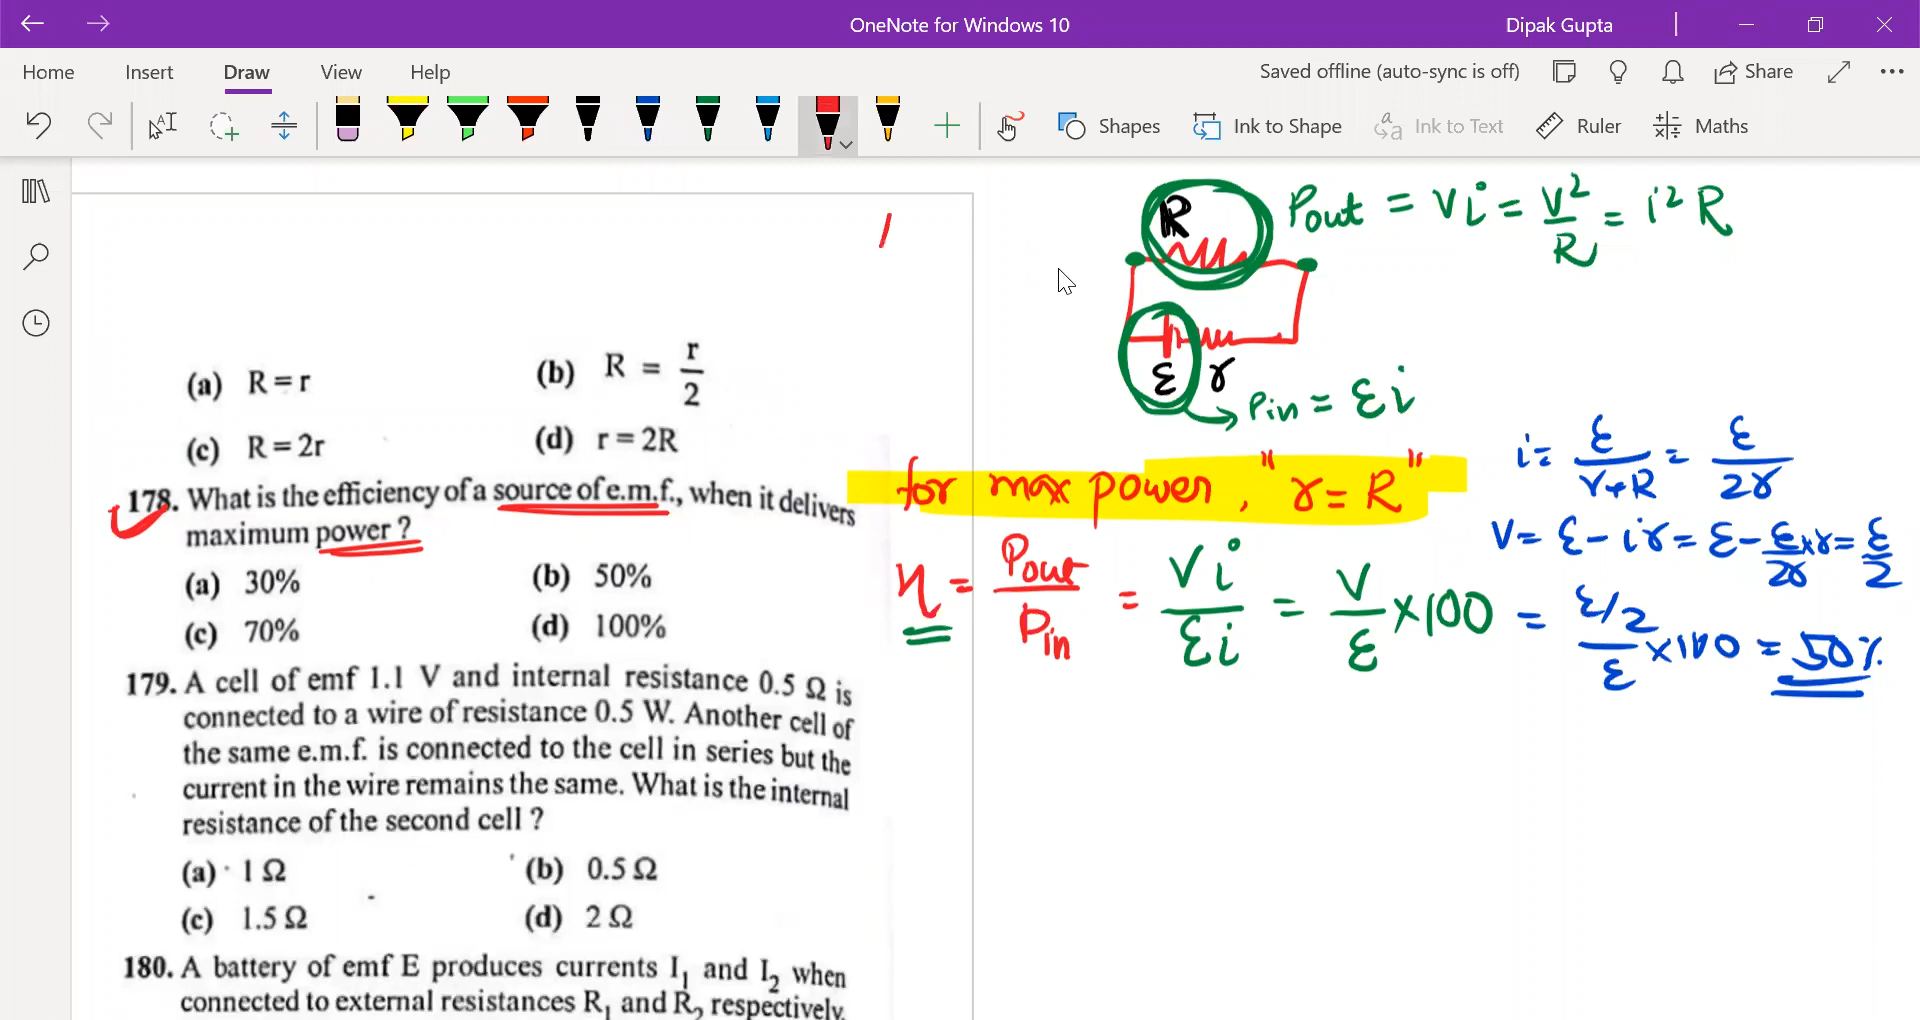 OneNote for Windows 10
Dipak Gupta
Home Insert Draw View Help
Saved offline (auto-sync is off)
Share
Shapes
Ink to Shape
Ink to Text
Ruler
Maths
(a) R = r
(b) R = r/2
(c) R = 2r
(d) r = 2R
178. What is the efficiency of a source of e.m.f., when it delivers
maximum power ?
(a) 30%
(b) 50%
(c) 70%
(d) 100%
179. A cell of emf 1.1 V and internal resistance 0.5 Ω is
connected to a wire of resistance 0.5 W. Another cell of
the same e.m.f. is connected to the cell in series but the
current in the wire remains the same. What is the internal
resistance of the second cell ?
(a) 1 Ω
(b) 0.5 Ω
(c) 1.5 Ω
(d) 2 Ω
180. A battery of emf E produces currents I₁ and I₂ when
connected to external resistances R₁ and R₂ respectively.
R
Pout = Vi = V²/R = i²R
ε r
Pin = εi
for max power, "r = R"
i = ε/(r+R) = ε/2r
V = ε - ir = ε - ε/2r × r = ε/2
η = Pout/Pin = Vi/εi = V/ε × 100 = (ε/2)/ε × 100 = 50%